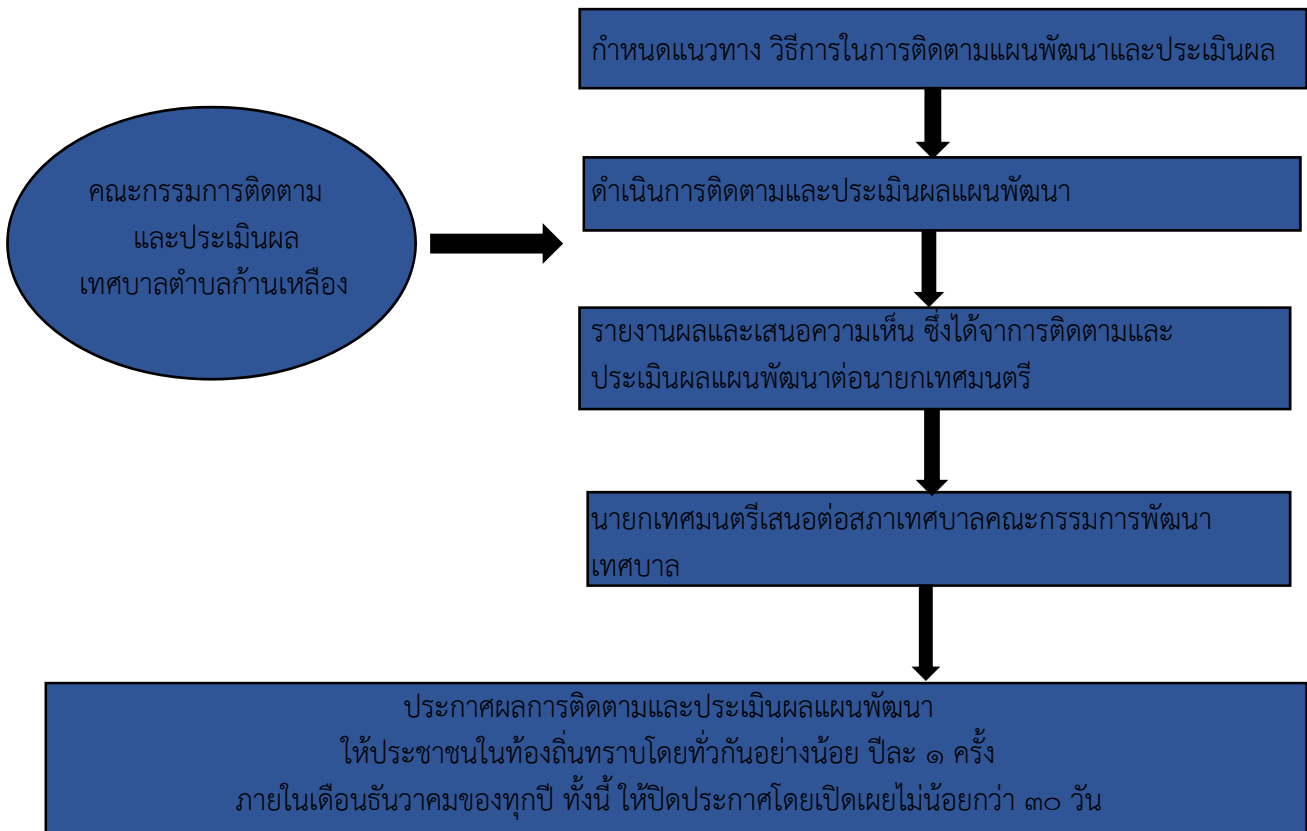 กำหนดแนวทาง วิธีการในการติดตามแผนพัฒนาและประเมินผล
คณะกรรมการติดตาม
และประเมินผล
เทศบาลตำบลก้านเหลือง
ดำเนินการติดตามและประเมินผลแผนพัฒนา
รายงานผลและเสนอความเห็น ซึ่งได้จาการติดตามและ
ประเมินผลแผนพัฒนาต่อนายกเทศมนตรี
นายกเทศมนตรีเสนอต่อสภาเทศบาลคณะกรรมการพัฒนา
เทศบาล
ประกาศผลการติดตามและประเมินผลแผนพัฒนา
ให้ประชาชนในท้องถิ่นทราบโดยทั่วกันอย่างน้อย ปีละ ๑ ครั้ง
ภายในเดือนธันวาคมของทุกปี ทั้งนี้ ให้ปิดประกาศโดยเปิดเผยไม่น้อยกว่า ๓๐ วัน